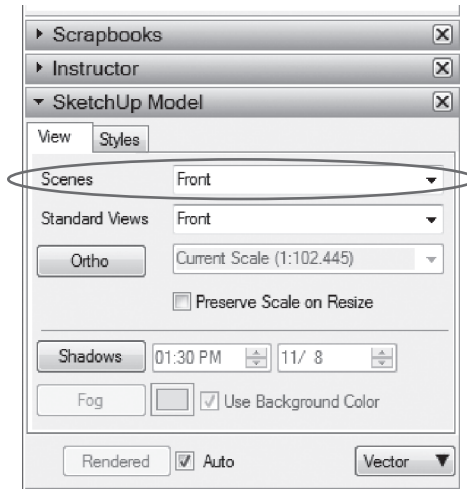 Scrapbooks
Instructor
SketchUp Model
View Styles
Scenes Front
Standard Views Front
Ortho Current Scale (1:102.445)
Preserve Scale on Resize
Shadows 01:30 PM 11/ 8
Fog Use Background Color
Rendered Auto Vector